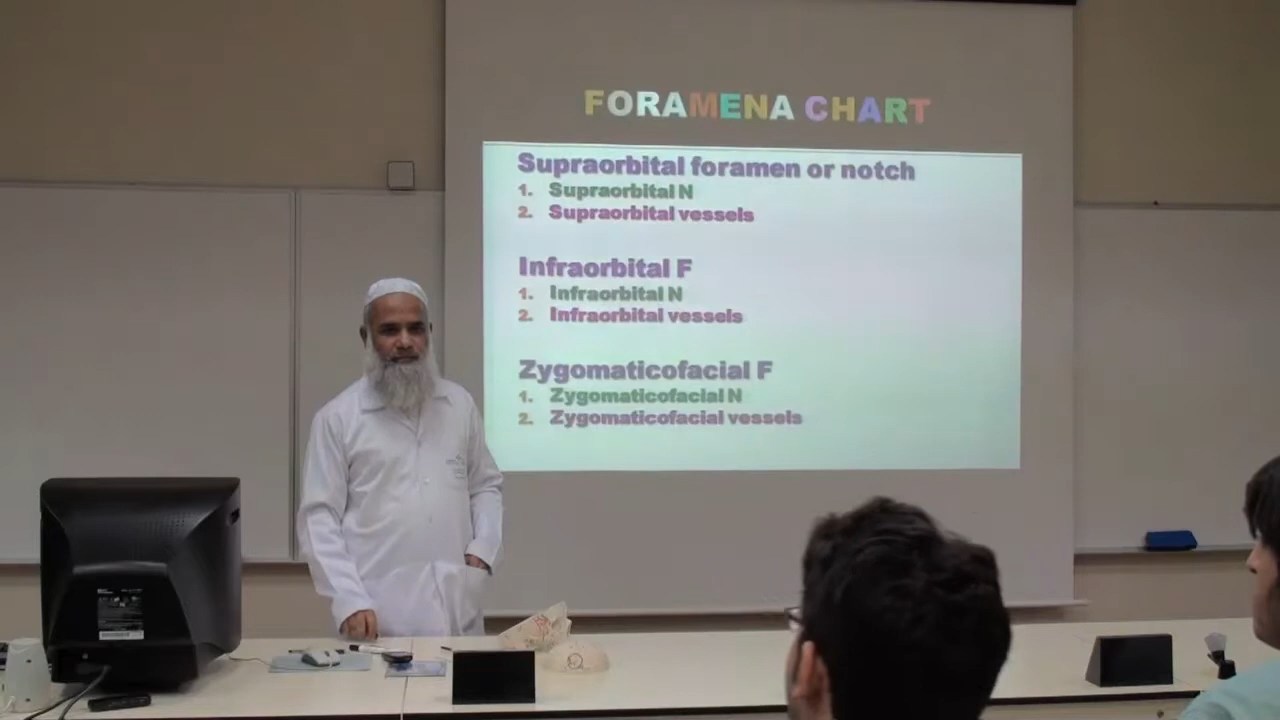 FORAMENA CHART
Supraorbital foramen or notch
1. Supraorbital N
2. Supraorbital vessels
Infraorbital F
1. Infraorbital N
2. Infraorbital vessels
Zygomaticofacial F
1. Zygomaticofacial N
2. Zygomaticofacial vessels